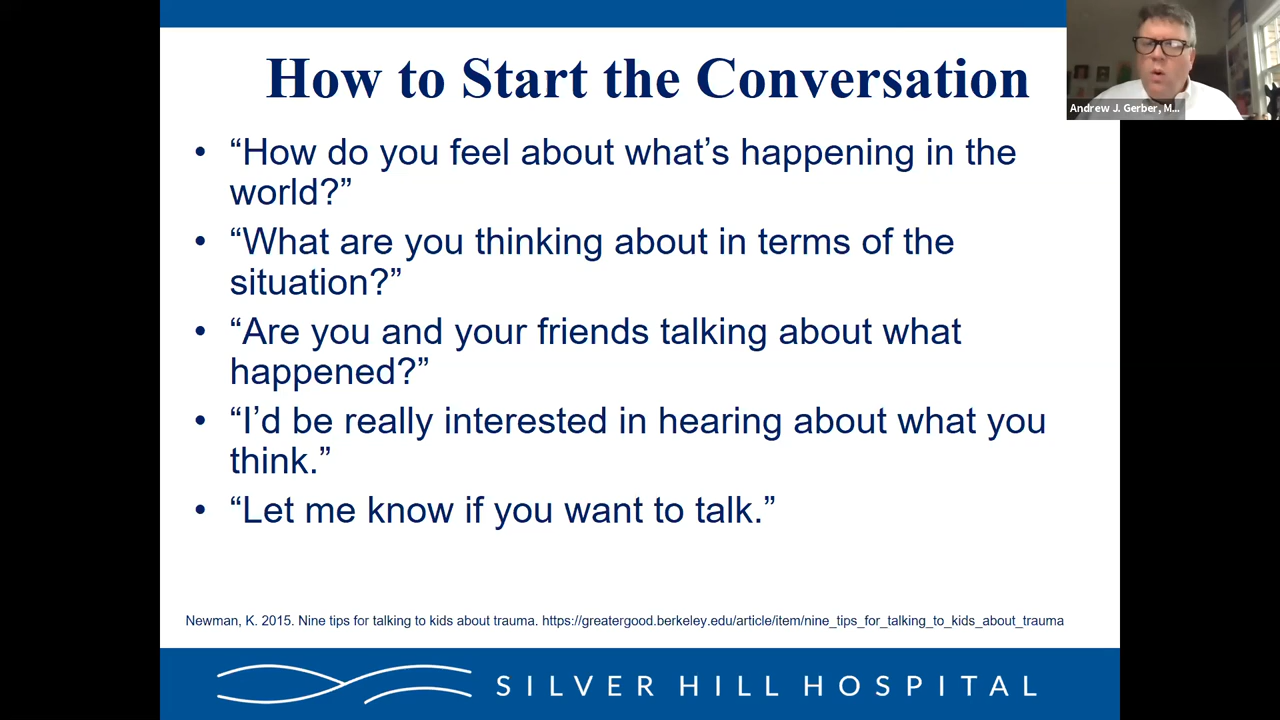 How to Start the Conversation
Andrew J. Gerber, M...
• “How do you feel about what’s happening in the
world?”
• “What are you thinking about in terms of the
situation?”
• “Are you and your friends talking about what
happened?”
• “I’d be really interested in hearing about what you
think.”
• “Let me know if you want to talk.”
Newman, K. 2015. Nine tips for talking to kids about trauma. https://greatergood.berkeley.edu/article/item/nine_tips_for_talking_to_kids_about_trauma
SILVER HILL HOSPITAL